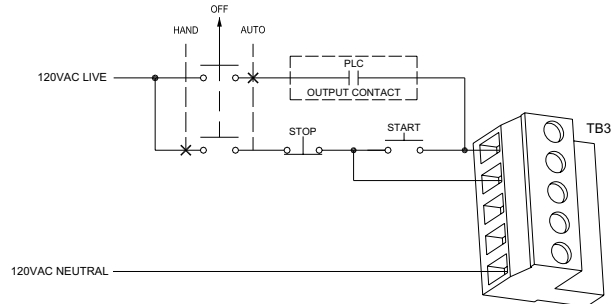 OFF
HAND
AUTO
PLC
120VAC LIVE
OUTPUT CONTACT
TB3
STOP
START
120VAC NEUTRAL